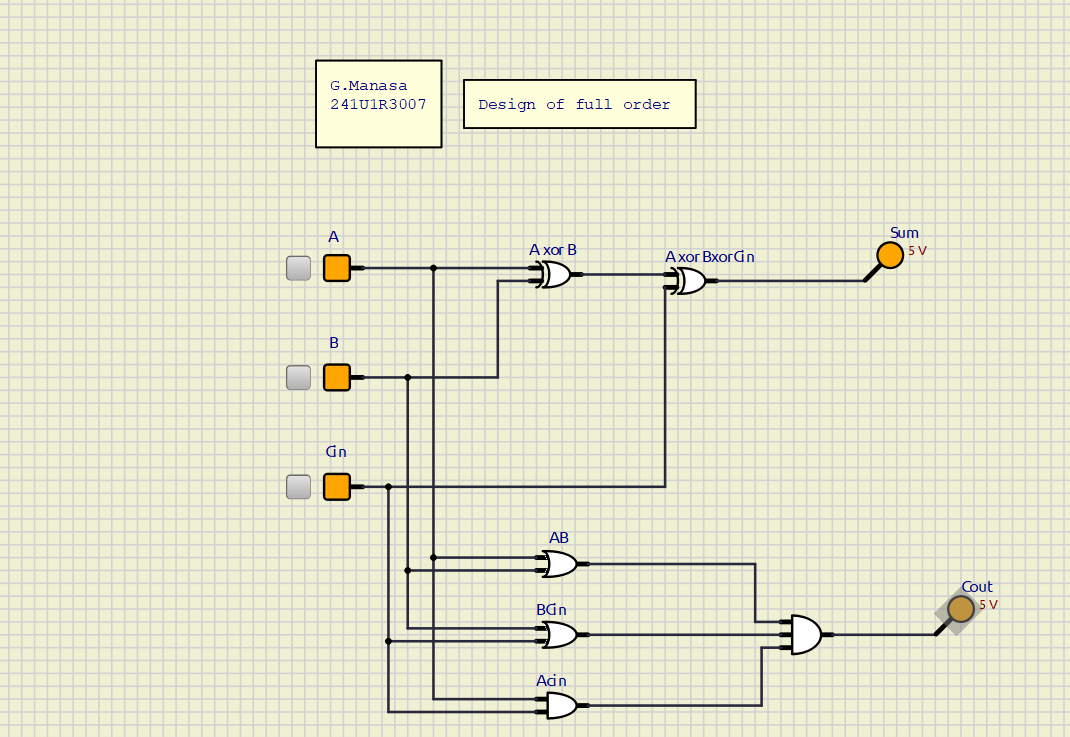 G.Manasa
241U1R3007
Design of full order
A
A xor B
A xor BxorCin
Sum
5 V
B
Cin
AB
BCin
Acin
Cout
5 V